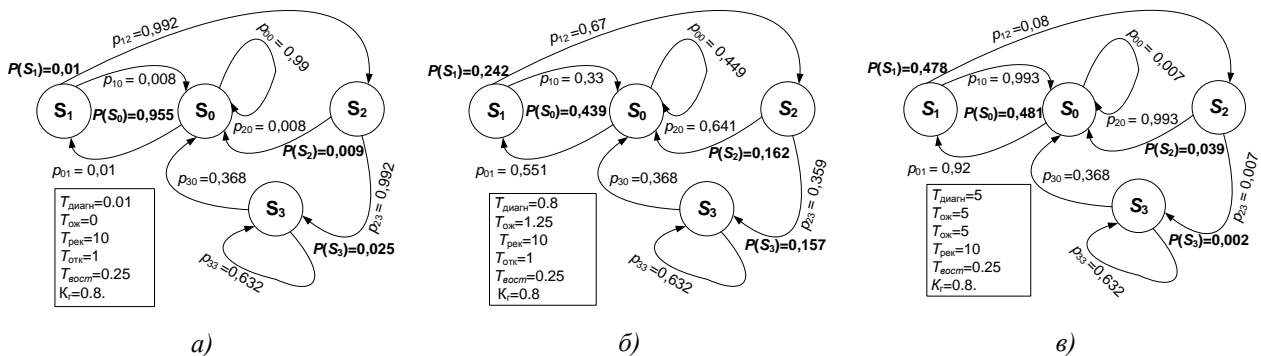 p12=0,992
p00 = 0,99
P(S1)=0,01
p10 = 0,008
S1
P(S0)=0,955
S0
S2
p20 = 0,008
P(S2)=0,009
p01 = 0,01
p30 =0,368
p23 = 0,992
S3
P(S3)=0,025
p33=0,632
Tдиагн=0.01
Tож=0
Tрек=10
Tотк=1
Tвост=0.25
Kг=0.8.
а)
p12=0,67
p00 = 0,449
P(S1)=0,242
p10 = 0,33
S1
P(S0)=0,439
S0
S2
p20 = 0,641
P(S2)=0,162
p01 = 0,551
p30 =0,368
p23 = 0,359
S3
P(S3)=0,157
p33=0,632
Tдиагн=0.8
Tож=1.25
Tрек=10
Tотк=1
Tвост=0.25
Kг=0.8
б)
p12=0,08
p00 = 0,007
P(S1)=0,478
p10 = 0,993
S1
P(S0)=0,481
S0
S2
p20 = 0,993
P(S2)=0,039
p01 = 0,92
p30 =0,368
p23 = 0,007
S3
P(S3)=0,002
p33=0,632
Tдиагн=5
Tож=5
Tож=5
Tрек=10
Tвост=0.25
Kг=0.8.
в)